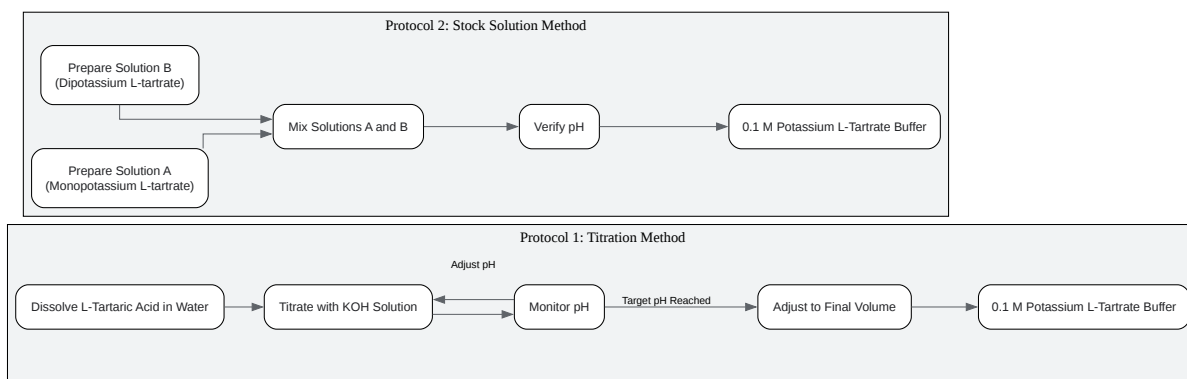 Protocol 2: Stock Solution Method
Prepare Solution B
(Dipotassium L-tartrate)
Mix Solutions A and B
Verify pH
0.1 M Potassium L-Tartrate Buffer
Prepare Solution A
(Monopotassium L-tartrate)
Protocol 1: Titration Method
Adjust pH
Dissolve L-Tartaric Acid in Water
Titrate with KOH Solution
Monitor pH
Target pH Reached
Adjust to Final Volume
0.1 M Potassium L-Tartrate Buffer